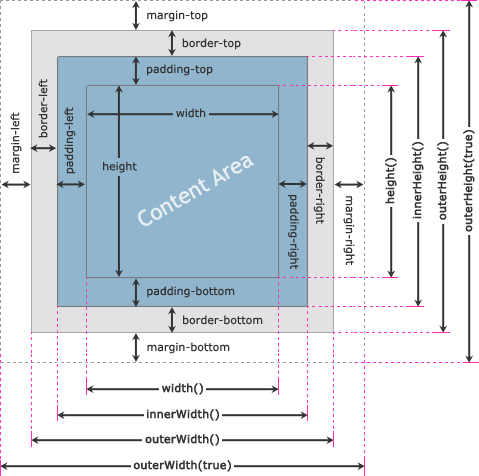 margin-top
border-top
padding-top
width
height
Content Area
margin-left
border-left
padding-left
padding-right
border-right
margin-right
height()
innerHeight()
outerHeight()
outerHeight(true)
padding-bottom
border-bottom
margin-bottom
width()
innerWidth()
outerWidth()
outerWidth(true)